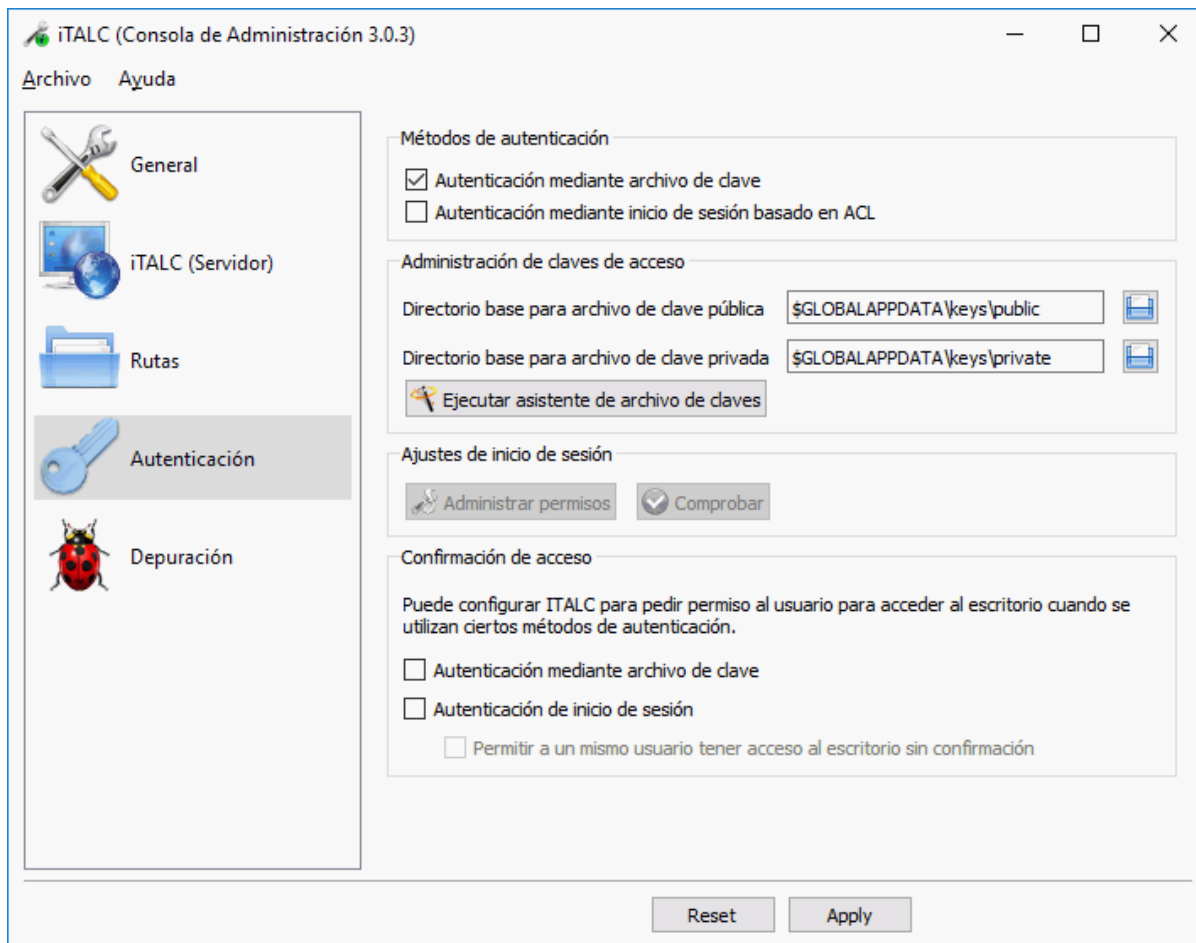 iTALC (Consola de Administración 3.0.3)
Archivo Ayuda
General
iTALC (Servidor)
Rutas
Autenticación
Depuración
Métodos de autenticación
Autenticación mediante archivo de clave
Autenticación mediante inicio de sesión basado en ACL
Administración de claves de acceso
Directorio base para archivo de clave pública $GLOBALAPPDATA\keys\public
Directorio base para archivo de clave privada $GLOBALAPPDATA\keys\private
Ejecutar asistente de archivo de claves
Ajustes de inicio de sesión
Administrar permisos Comprobar
Confirmación de acceso
Puede configurar ITALC para pedir permiso al usuario para acceder al escritorio cuando se
utilizan ciertos métodos de autenticación.
Autenticación mediante archivo de clave
Autenticación de inicio de sesión
Permitir a un mismo usuario tener acceso al escritorio sin confirmación
Reset Apply